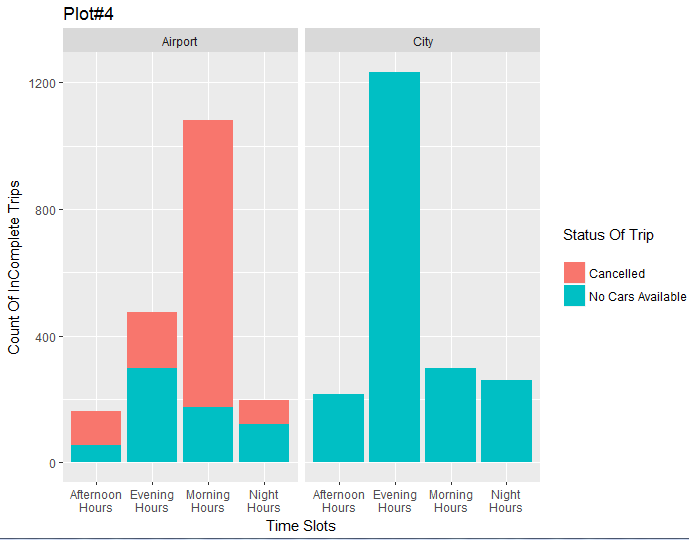 Plot#4
Airport
City
Count Of InComplete Trips
1200
800
400
0
Afternoon Evening Morning Night
Hours Hours Hours Hours
Afternoon Evening Morning Night
Hours Hours Hours Hours
Time Slots
Status Of Trip
Cancelled
No Cars Available